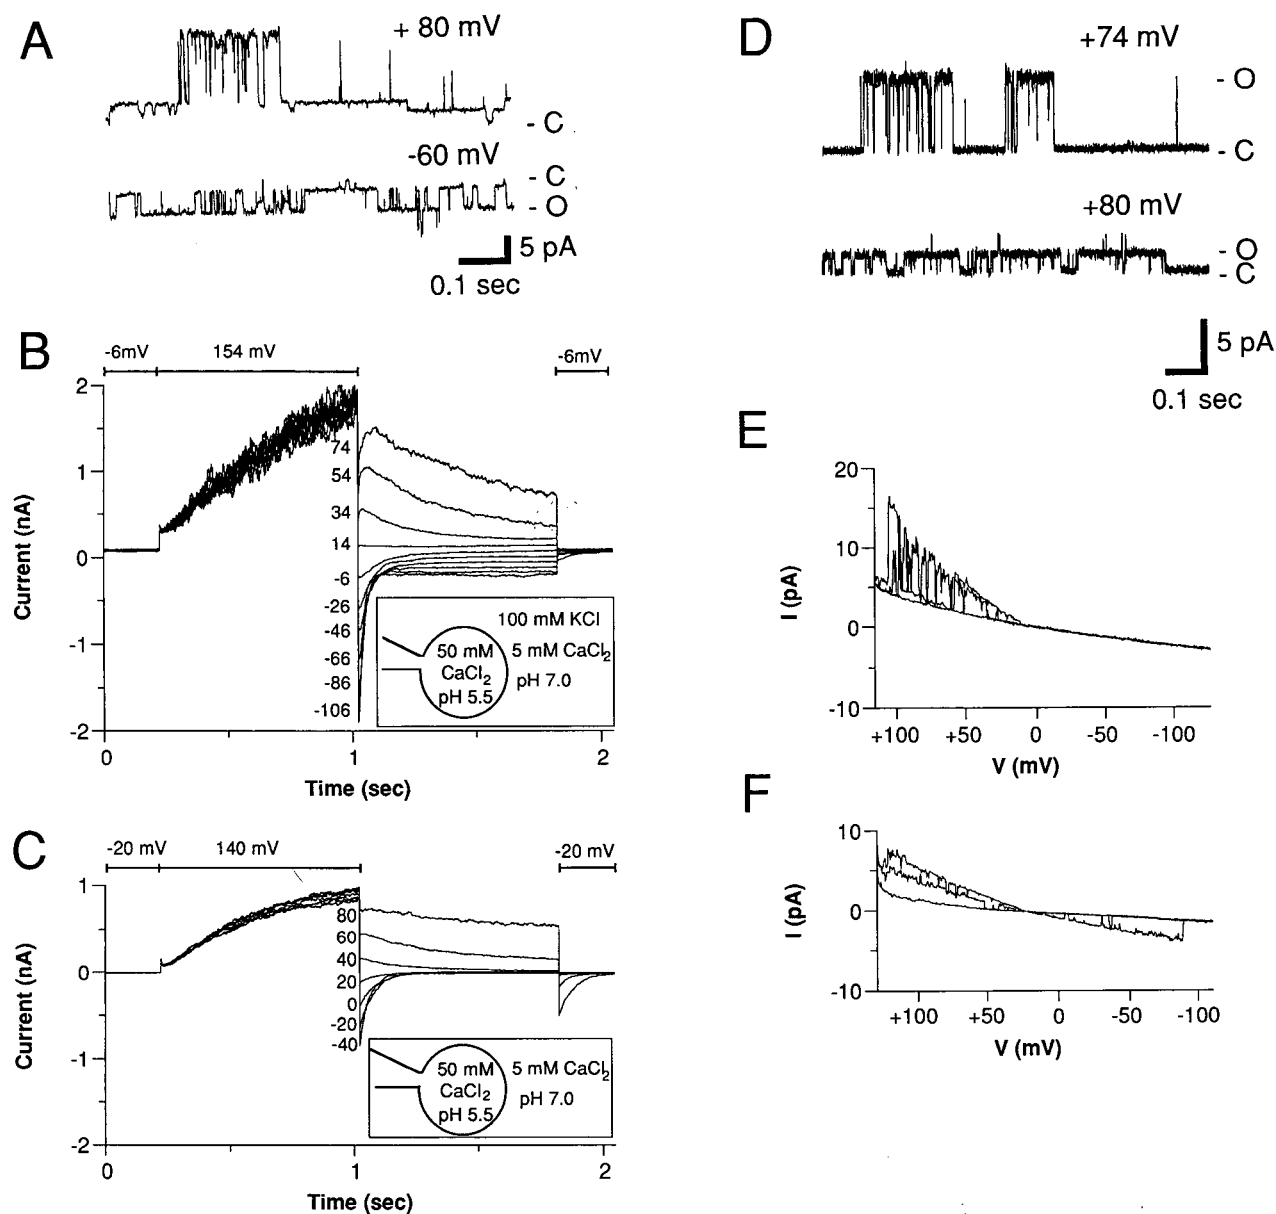 A
+ 80 mV
- C
-60 mV
- C
- O
5 pA
0.1 sec
B
-6mV 154 mV -6mV
2
1
0
-1
-2
Current (nA)
74
54
34
14
-6
-26
-46
-66
-86
-106
100 mM KCl
50 mM 5 mM CaCl2
CaCl2 pH 7.0
pH 5.5
0 1 2
Time (sec)
C
-20 mV 140 mV -20 mV
1
0
-1
-2
Current (nA)
80
60
40
20
0
-20
-40
50 mM 5 mM CaCl2
CaCl2 pH 7.0
pH 5.5
0 1 2
Time (sec)
D
+74 mV
- O
- C
+80 mV
- O
- C
5 pA
0.1 sec
E
20
10
0
-10
I (pA)
+100 +50 0 -50 -100
V (mV)
F
10
0
-10
I (pA)
+100 +50 0 -50 -100
V (mV)